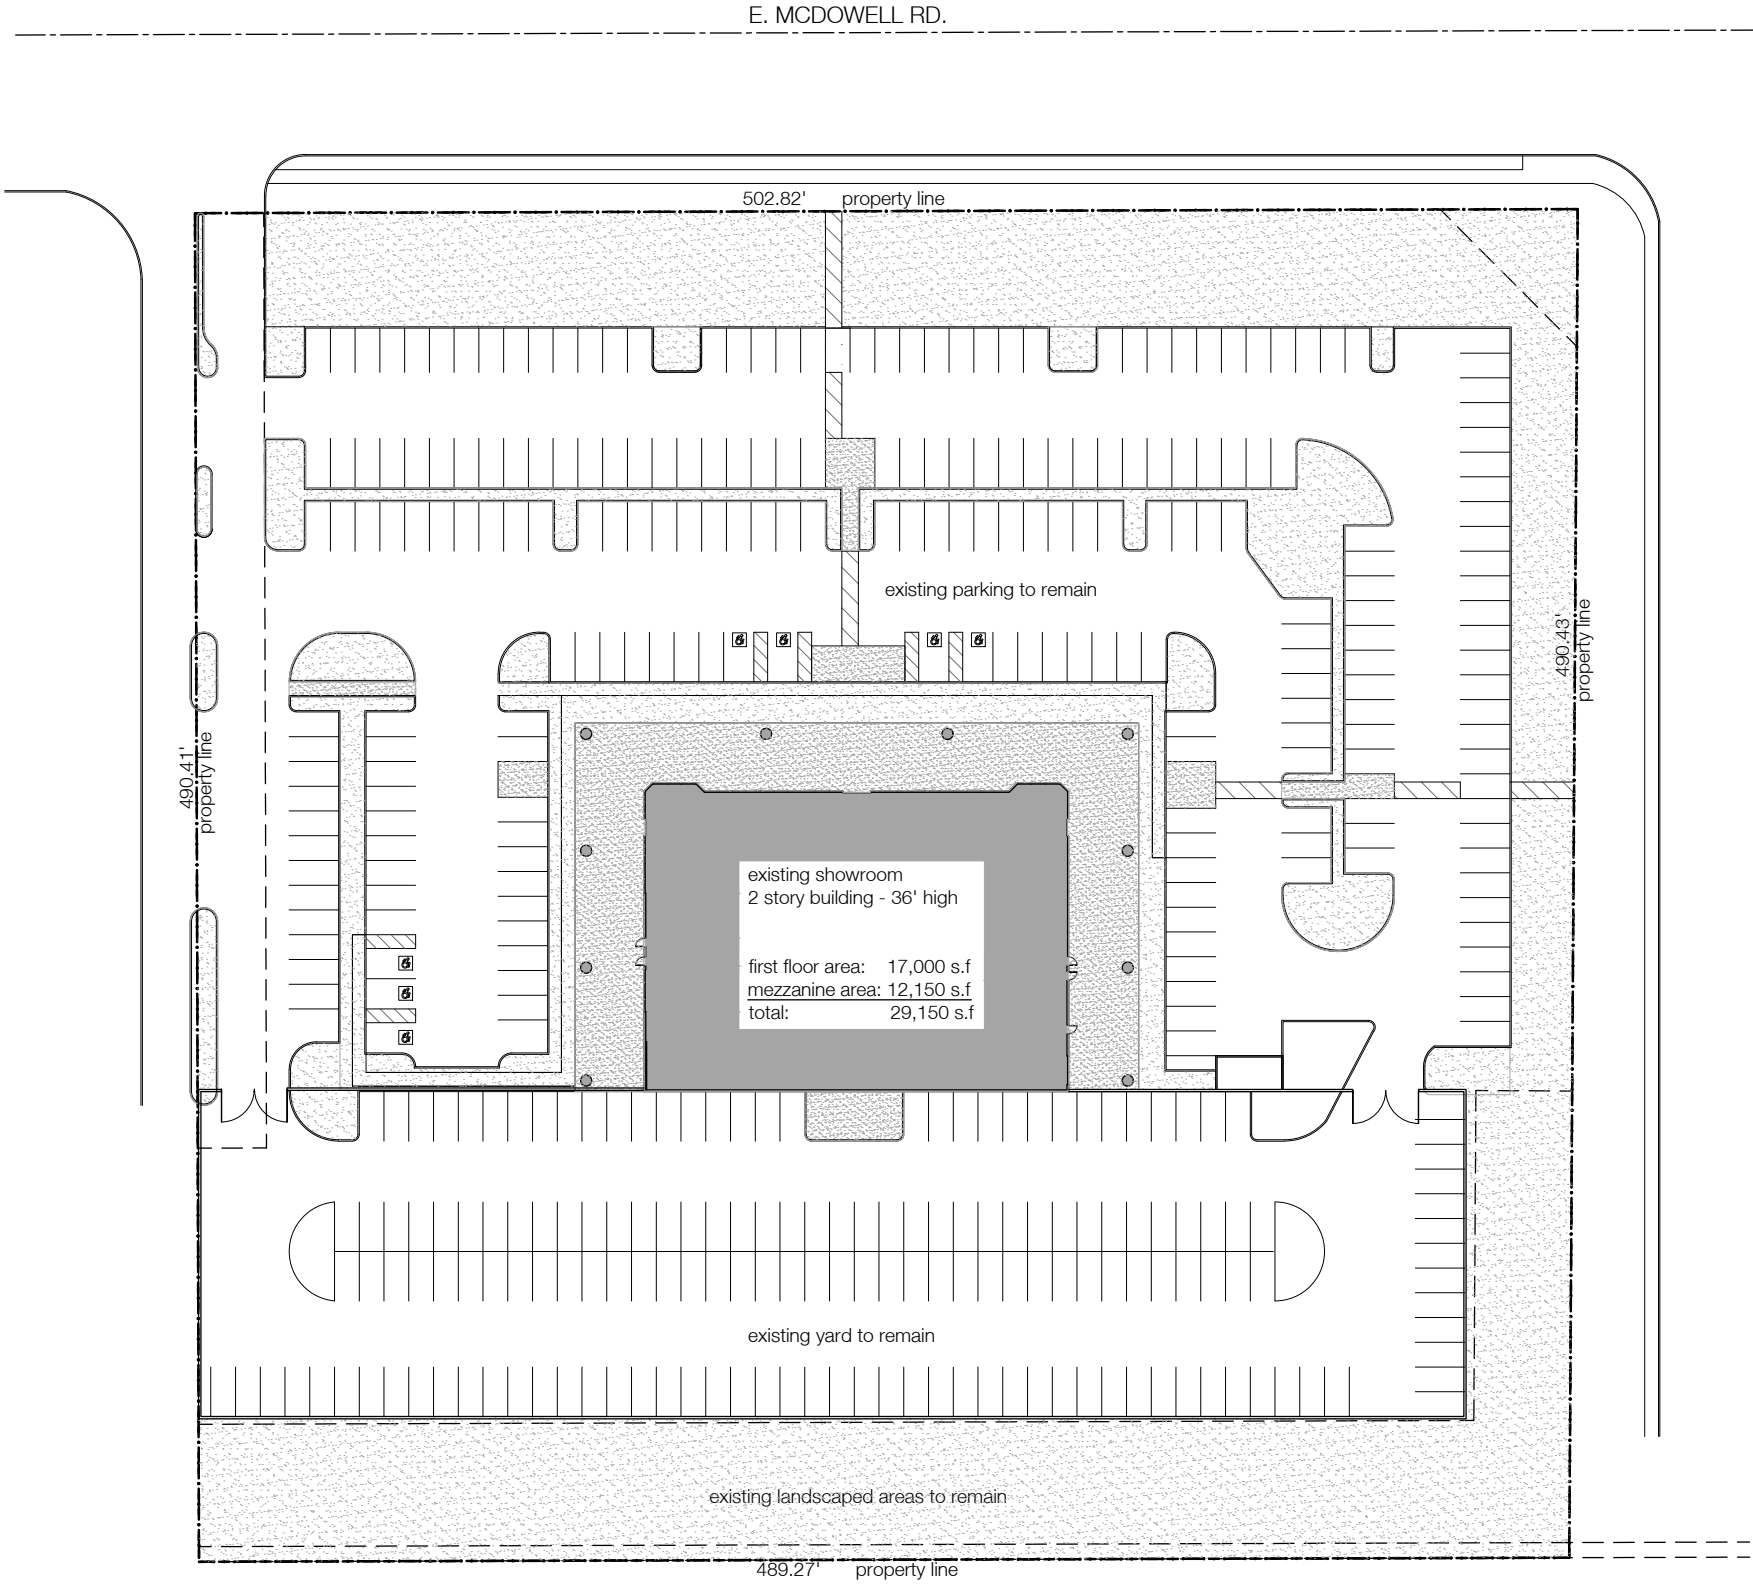 E. MCDOWELL RD.
502.82' property line
existing parking to remain
490.43'
property line
490.41'
property line
existing showroom
2 story building - 36' high
first floor area: 17,000 s.f
mezzanine area: 12,150 s.f
total: 29,150 s.f
existing yard to remain
existing landscaped areas to remain
489.27' property line